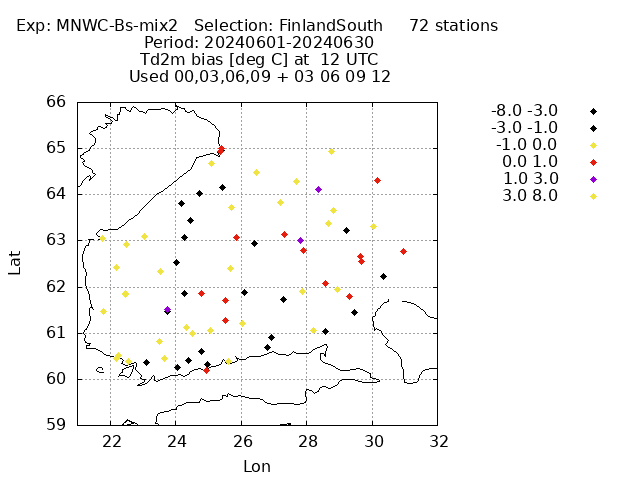 Exp: MNWC-Bs-mix2 Selection: FinlandSouth 72 stations
Period: 20240601-20240630
Td2m bias [deg C] at 12 UTC
Used 00,03,06,09 + 03 06 09 12
-8.0 -3.0
-3.0 -1.0
-1.0 0.0
0.0 1.0
1.0 3.0
3.0 8.0
66
65
64
63
62
61
60
59
Lat
22 24 26 28 30 32
Lon